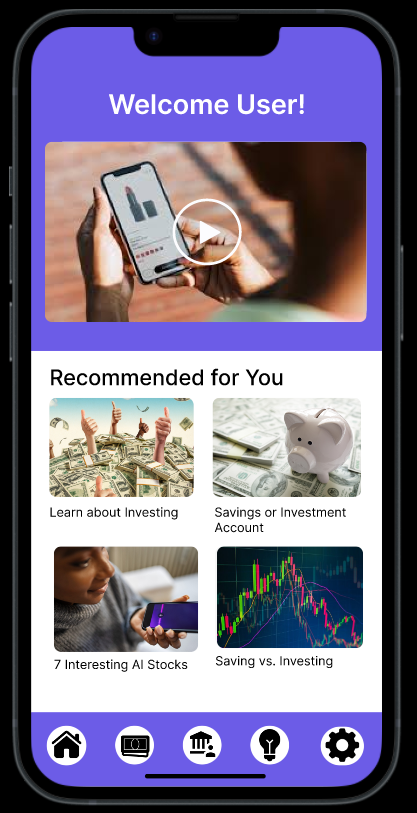 Welcome User!
Recommended for You
Learn about Investing
Savings or Investment
Account
7 Interesting AI Stocks
Saving vs. Investing